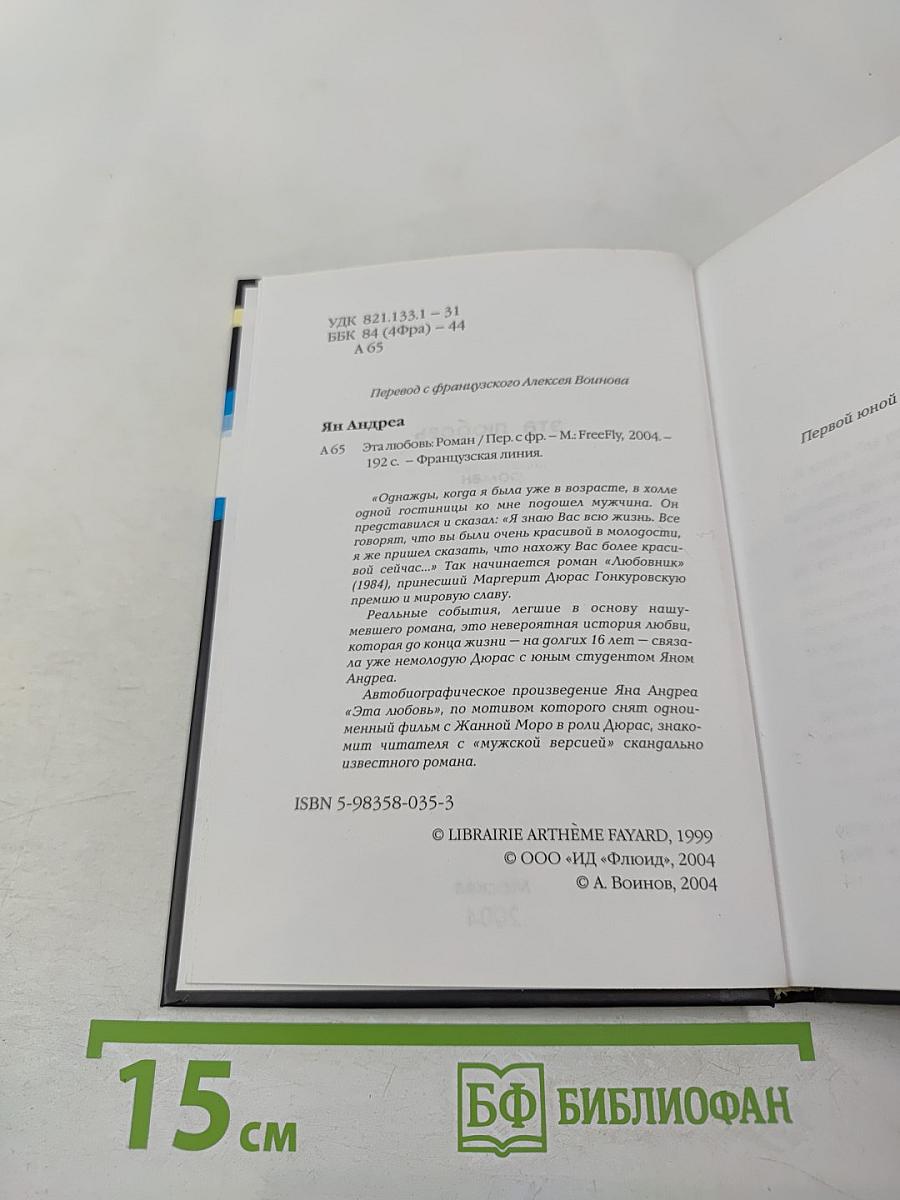 УДК 821.133.1 – 31
ББК 84 (4Фра) – 44
А 65
Перевод с французского Алексея Воинова
Ян Андреа
А 65 Эта любовь: Роман / Пер. с фр. – М.: FreeFly, 2004. –
192 с. – Французская линия.
«Однажды, когда я была уже в возрасте, в холле
одной гостиницы ко мне подошел мужчина. Он
представился и сказал: «Я знаю Вас всю жизнь. Все
говорят, что вы были очень красивой в молодости,
я же пришел сказать, что нахожу Вас более краси-
вой сейчас...» Так начинается роман «Любовник»
(1984), принесший Маргерит Дюрас Гонкуровскую
премию и мировую славу.
Реальные события, легшие в основу нашу-
мевшего романа, это невероятная история любви,
которая до конца жизни — на долгих 16 лет — связа-
ла уже немолодую Дюрас с юным студентом Яном
Андреа.
Автобиографическое произведение Яна Андреа
«Эта любовь», по мотивом которого снят однои-
менный фильм с Жанной Моро в роли Дюрас, знако-
мит читателя с «мужской версией» скандально
известного романа.
ISBN 5-98358-035-3
© LIBRAIRIE ARTHÈME FAYARD, 1999
© ООО «ИД «Флюид», 2004
© А. Воинов, 2004
Первой юной
15 см
БФ БИБЛИОФАН